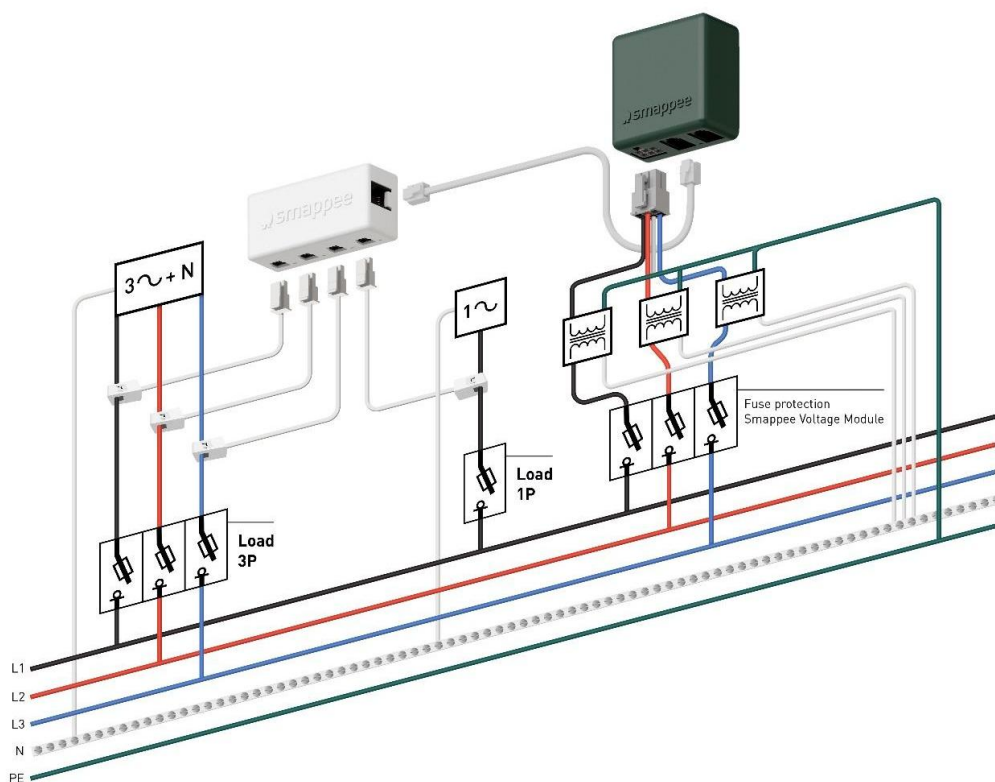 smappee
smappee
3 + N
1
Fuse protection
Smappee Voltage Module
Load
1P
Load
3P
L1
L2
L3
N
PE